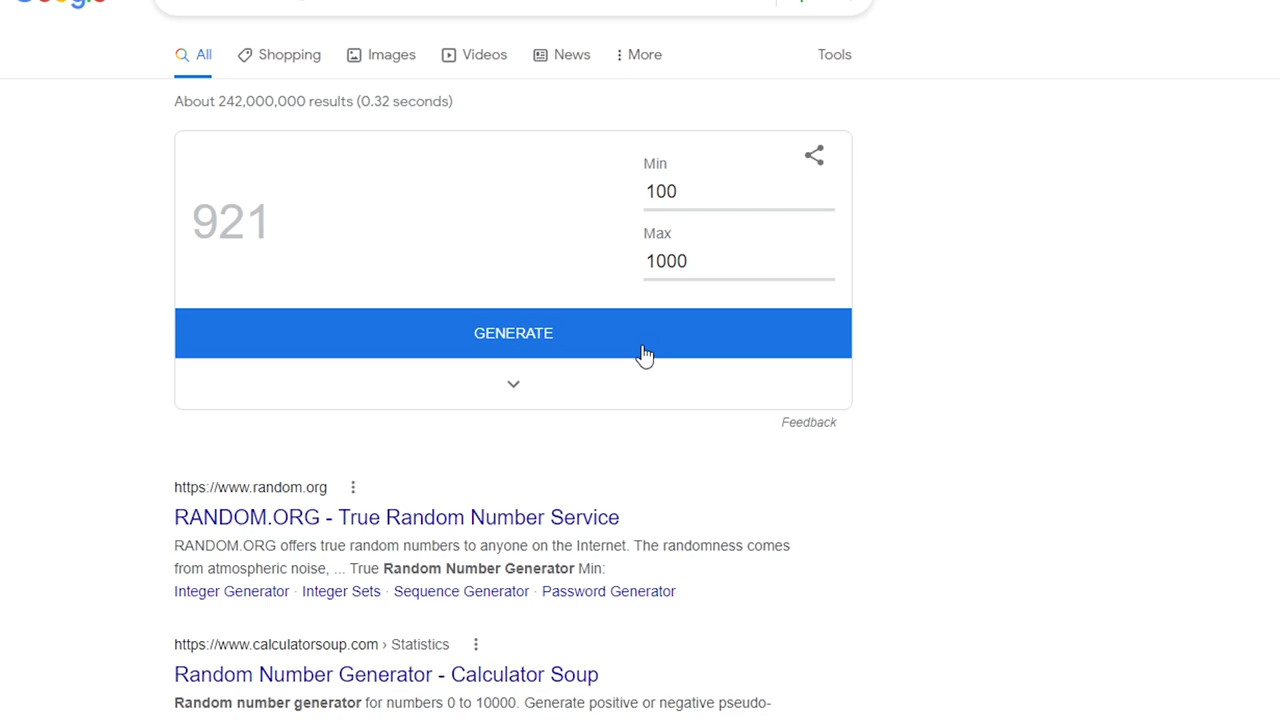 Google
All Shopping Images Videos News More Tools
About 242,000,000 results (0.32 seconds)
Min
100
921
Max
1000
GENERATE
Feedback
https://www.random.org
RANDOM.ORG - True Random Number Service
RANDOM.ORG offers true random numbers to anyone on the Internet. The randomness comes
from atmospheric noise, ... True Random Number Generator Min:
Integer Generator · Integer Sets · Sequence Generator · Password Generator
https://www.calculatorsoup.com › Statistics
Random Number Generator - Calculator Soup
Random number generator for numbers 0 to 10000. Generate positive or negative pseudo-